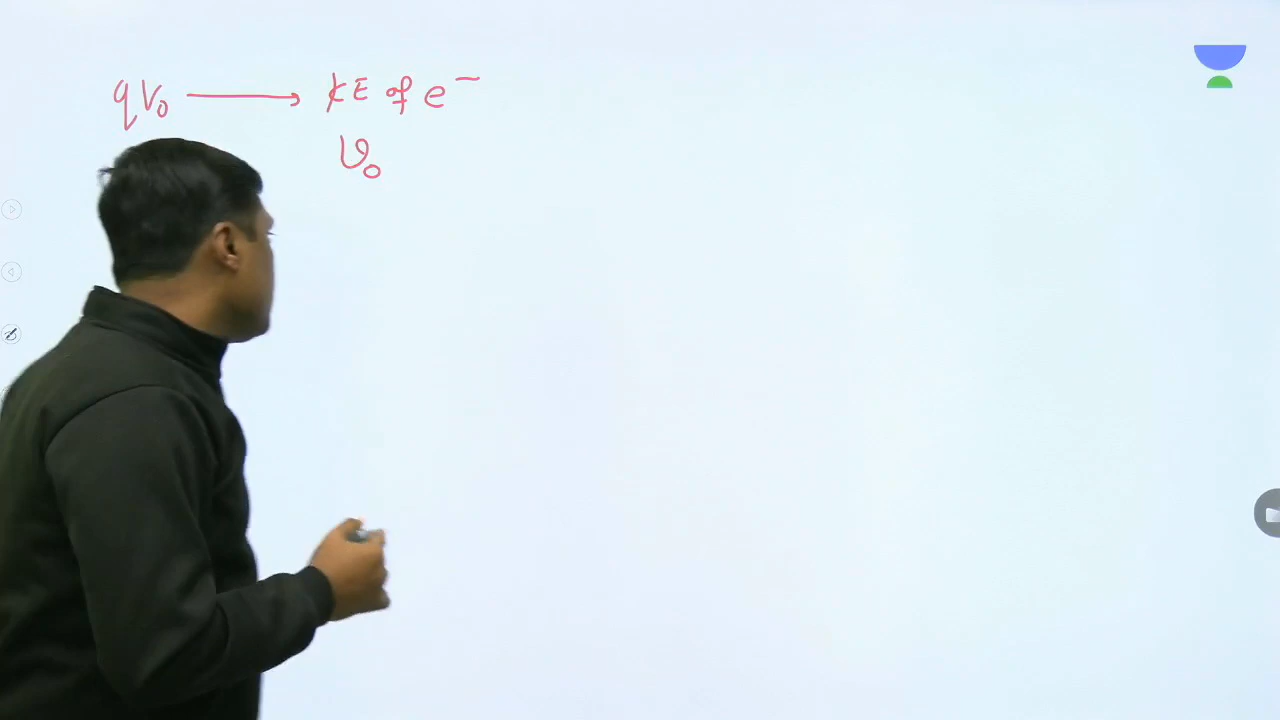 qV₀ ⟶ KE of e⁻
v₀